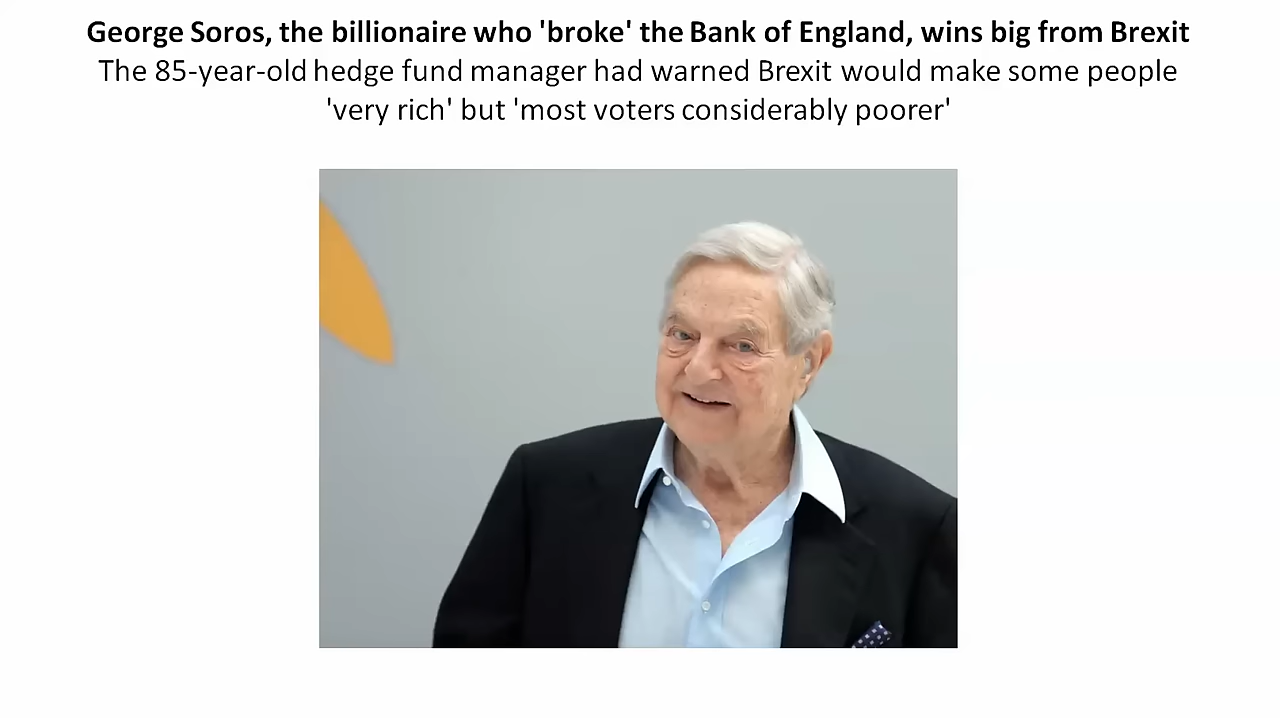 George Soros, the billionaire who 'broke' the Bank of England, wins big from Brexit
The 85-year-old hedge fund manager had warned Brexit would make some people
'very rich' but 'most voters considerably poorer'